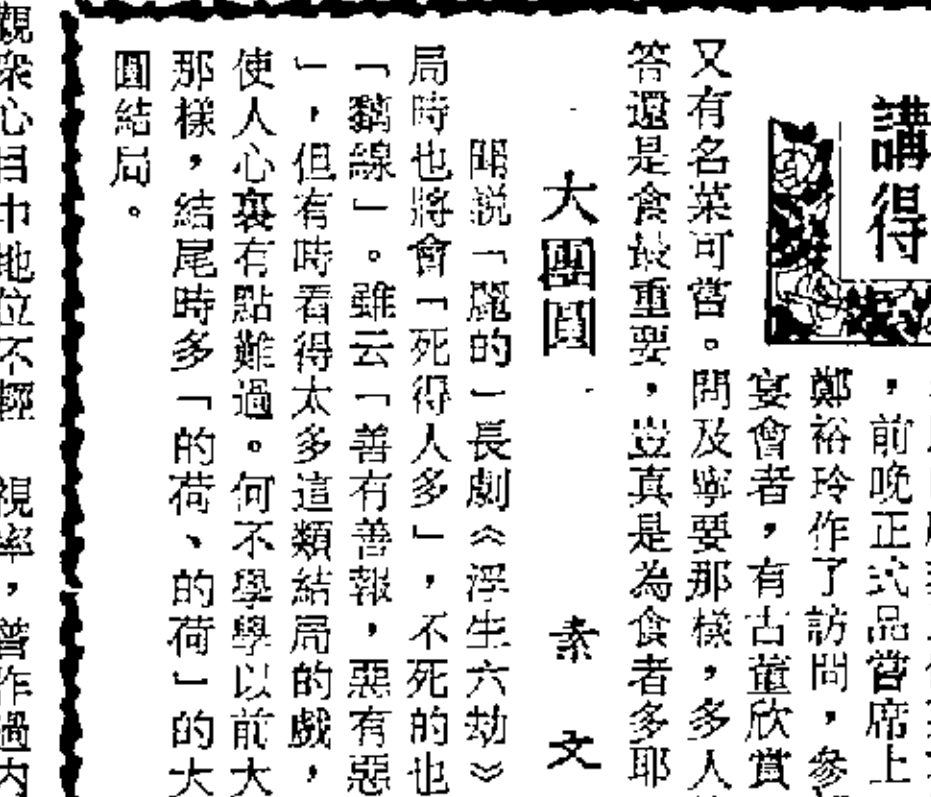 講得
，前晚正式品嘗席上
鄭裕玲作了訪問，參
宴會者，有古董欣賞
又有名菜可嘗。問及寧要那樣，多人
答還是食最重要，豈真是為食者多耶
大團圓
素文
聞説「麗的」長劇《浮生六劫》
局時也將會「死得人多」，不死的也
「黐線」。雖云「善有善報，惡有惡
」，但有時看得太多這類結局的戲，
使人心裏有點難過。何不學學以前大
那樣，結尾時多「的荷、的荷」的大
圓結局。
觀眾心目中地位不輕
視率，曾作過內